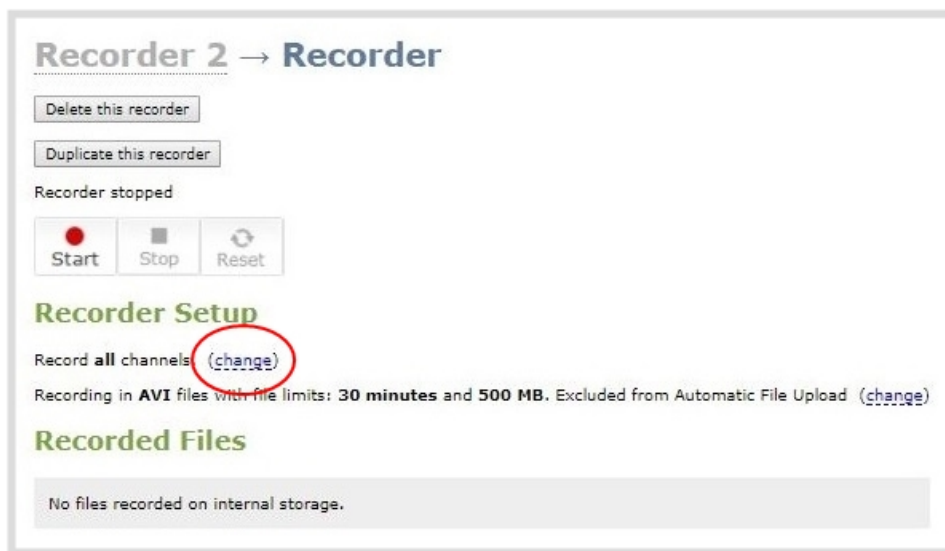 Recorder 2 → Recorder
Delete this recorder
Duplicate this recorder
Recorder stopped
Start Stop Reset
Recorder Setup
Record all channels (change)
Recording in AVI files with file limits: 30 minutes and 500 MB. Excluded from Automatic File Upload (change)
Recorded Files
No files recorded on internal storage.